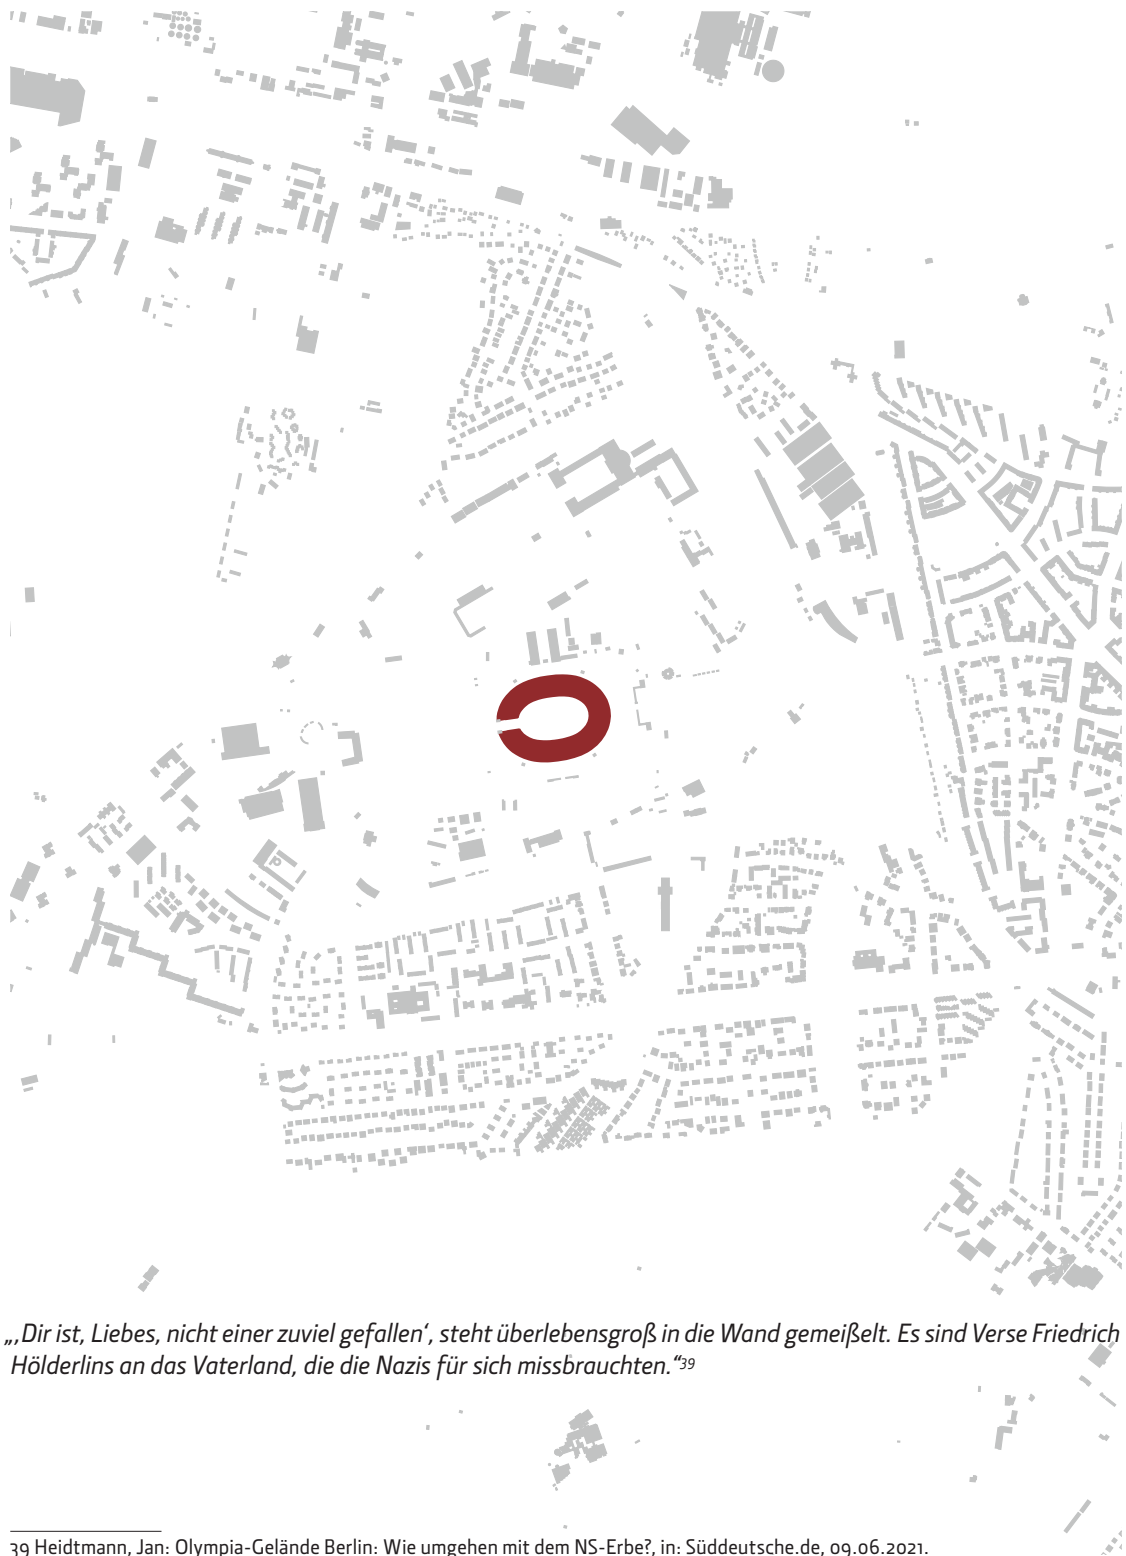 „‚Dir ist, Liebes, nicht einer zuviel gefallen‘, steht überlebensgroß in die Wand gemeißelt. Es sind Verse Friedrich
Hölderlins an das Vaterland, die die Nazis für sich missbrauchten.“39
39 Heidtmann, Jan: Olympia-Gelände Berlin: Wie umgehen mit dem NS-Erbe?, in: Süddeutsche.de, 09.06.2021.